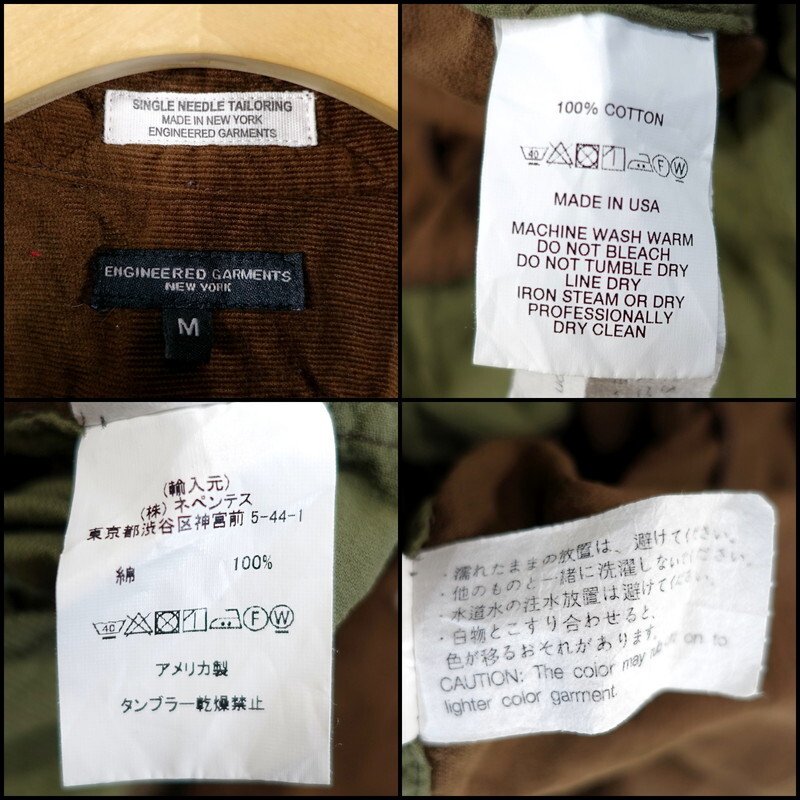 SINGLE NEEDLE TAILORING
MADE IN NEW YORK
ENGINEERED GARMENTS
ENGINEERED GARMENTS
NEW YORK
M
100% COTTON
40 F W
MADE IN USA
MACHINE WASH WARM
DO NOT BLEACH
DO NOT TUMBLE DRY
LINE DRY
IRON STEAM OR DRY
PROFESSIONALLY
DRY CLEAN
(輸入元)
(株) ネペンテス
東京都渋谷区神宮前 5-44-1
綿 100%
40 F W
アメリカ製
タンブラー乾燥禁止
・濡れたままの放置は、避けてください。
・他のものと一緒に洗濯しないでください。
・水道水の注水放置は避けてください。
・白物とこすり合わせると、
色が移るおそれがあります。
CAUTION: The color may rub off on to
lighter color garment.